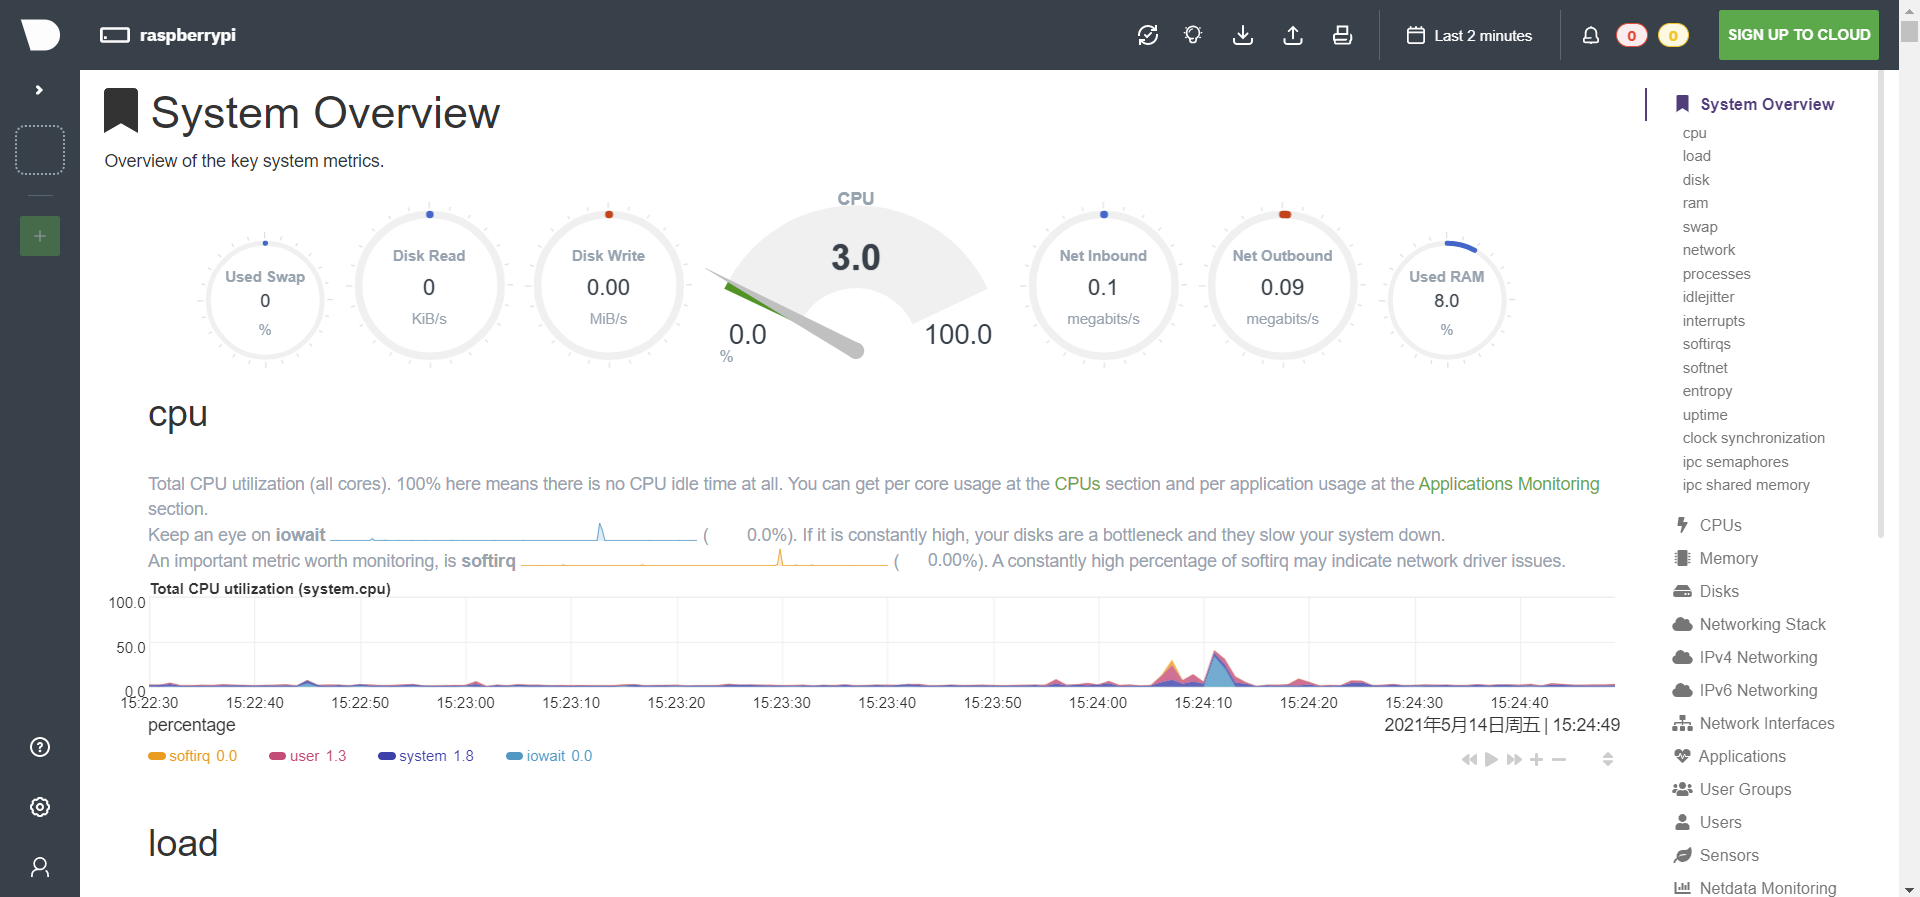 raspberrypi
Last 2 minutes
0
0
SIGN UP TO CLOUD
System Overview
Overview of the key system metrics.
Used Swap
0
%
Disk Read
0
KiB/s
Disk Write
0.00
MiB/s
CPU
3.0
0.0
100.0
%
Net Inbound
0.1
megabits/s
Net Outbound
0.09
megabits/s
Used RAM
8.0
%
cpu
Total CPU utilization (all cores). 100% here means there is no CPU idle time at all. You can get per core usage at the CPUs section and per application usage at the Applications Monitoring
section.
Keep an eye on iowait ( 0.0%). If it is constantly high, your disks are a bottleneck and they slow your system down.
An important metric worth monitoring, is softirq ( 0.00%). A constantly high percentage of softirq may indicate network driver issues.
Total CPU utilization (system.cpu)
100.0
50.0
0.0
15:22:30 15:22:40 15:22:50 15:23:00 15:23:10 15:23:20 15:23:30 15:23:40 15:23:50 15:24:00 15:24:10 15:24:20 15:24:30 15:24:40
percentage
2021年5月14日周五 | 15:24:49
softirq 0.0 user 1.3 system 1.8 iowait 0.0
load
System Overview
cpu
load
disk
ram
swap
network
processes
idlejitter
interrupts
softirqs
softnet
entropy
uptime
clock synchronization
ipc semaphores
ipc shared memory
CPUs
Memory
Disks
Networking Stack
IPv4 Networking
IPv6 Networking
Network Interfaces
Applications
User Groups
Users
Sensors
Netdata Monitoring